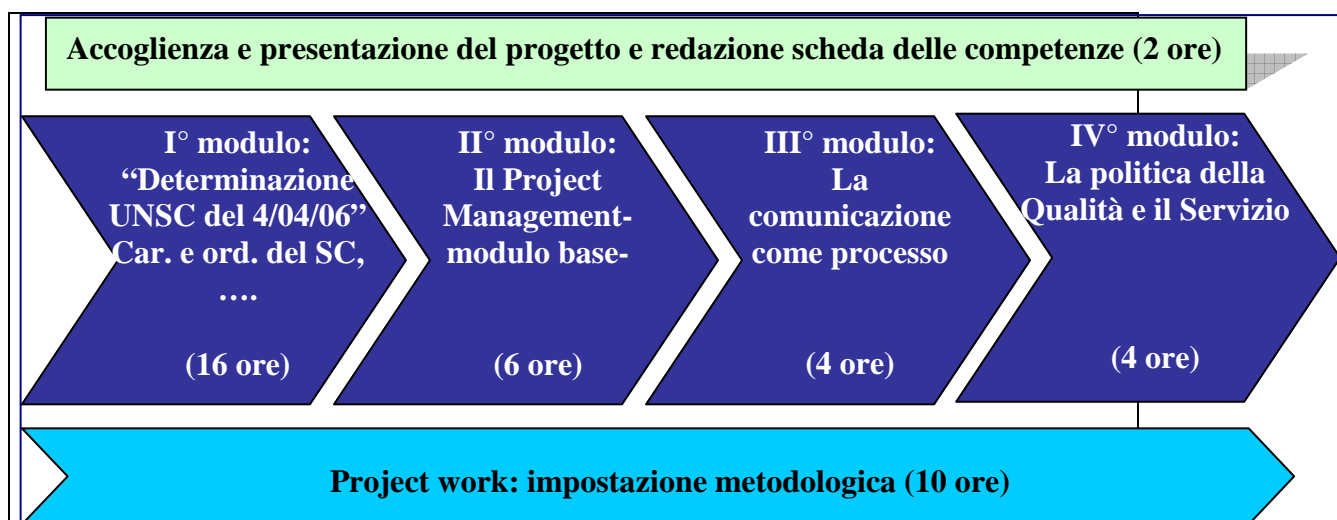 Accoglienza e presentazione del progetto e redazione scheda delle competenze (2 ore)
I° modulo:
“Determinazione
UNSC del 4/04/06”
Car. e ord. del SC,
….
(16 ore)
II° modulo:
Il Project
Management-
modulo base-
(6 ore)
III° modulo:
La
comunicazione
come processo
(4 ore)
IV° modulo:
La politica della
Qualità e il Servizio
(4 ore)
Project work: impostazione metodologica (10 ore)